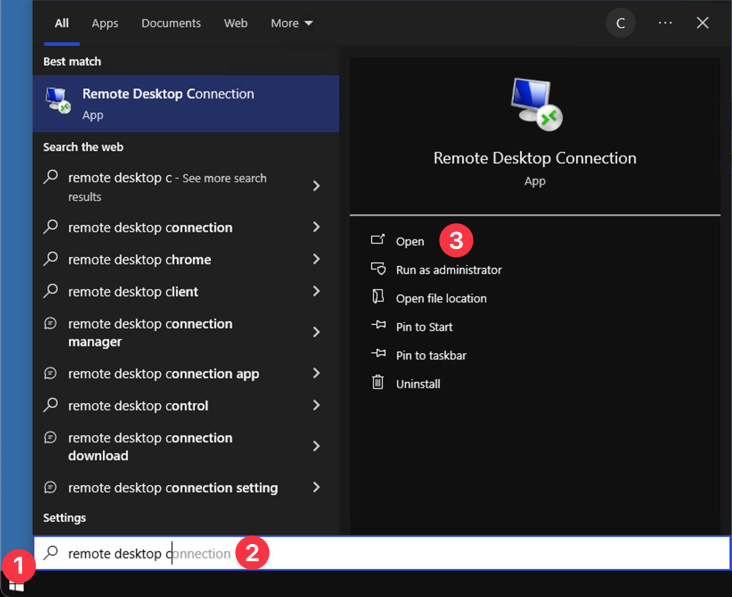 All Apps Documents Web More C ... 
Best match
Remote Desktop Connection
App
Search the web
remote desktop c - See more search
results
remote desktop connection
remote desktop chrome
remote desktop client
remote desktop connection
manager
remote desktop connection app
remote desktop control
remote desktop connection
download
remote desktop connection setting
Settings
remote desktop connection 2
1
Remote Desktop Connection
App
Open 3
Run as administrator
Open file location
Pin to Start
Pin to taskbar
Uninstall